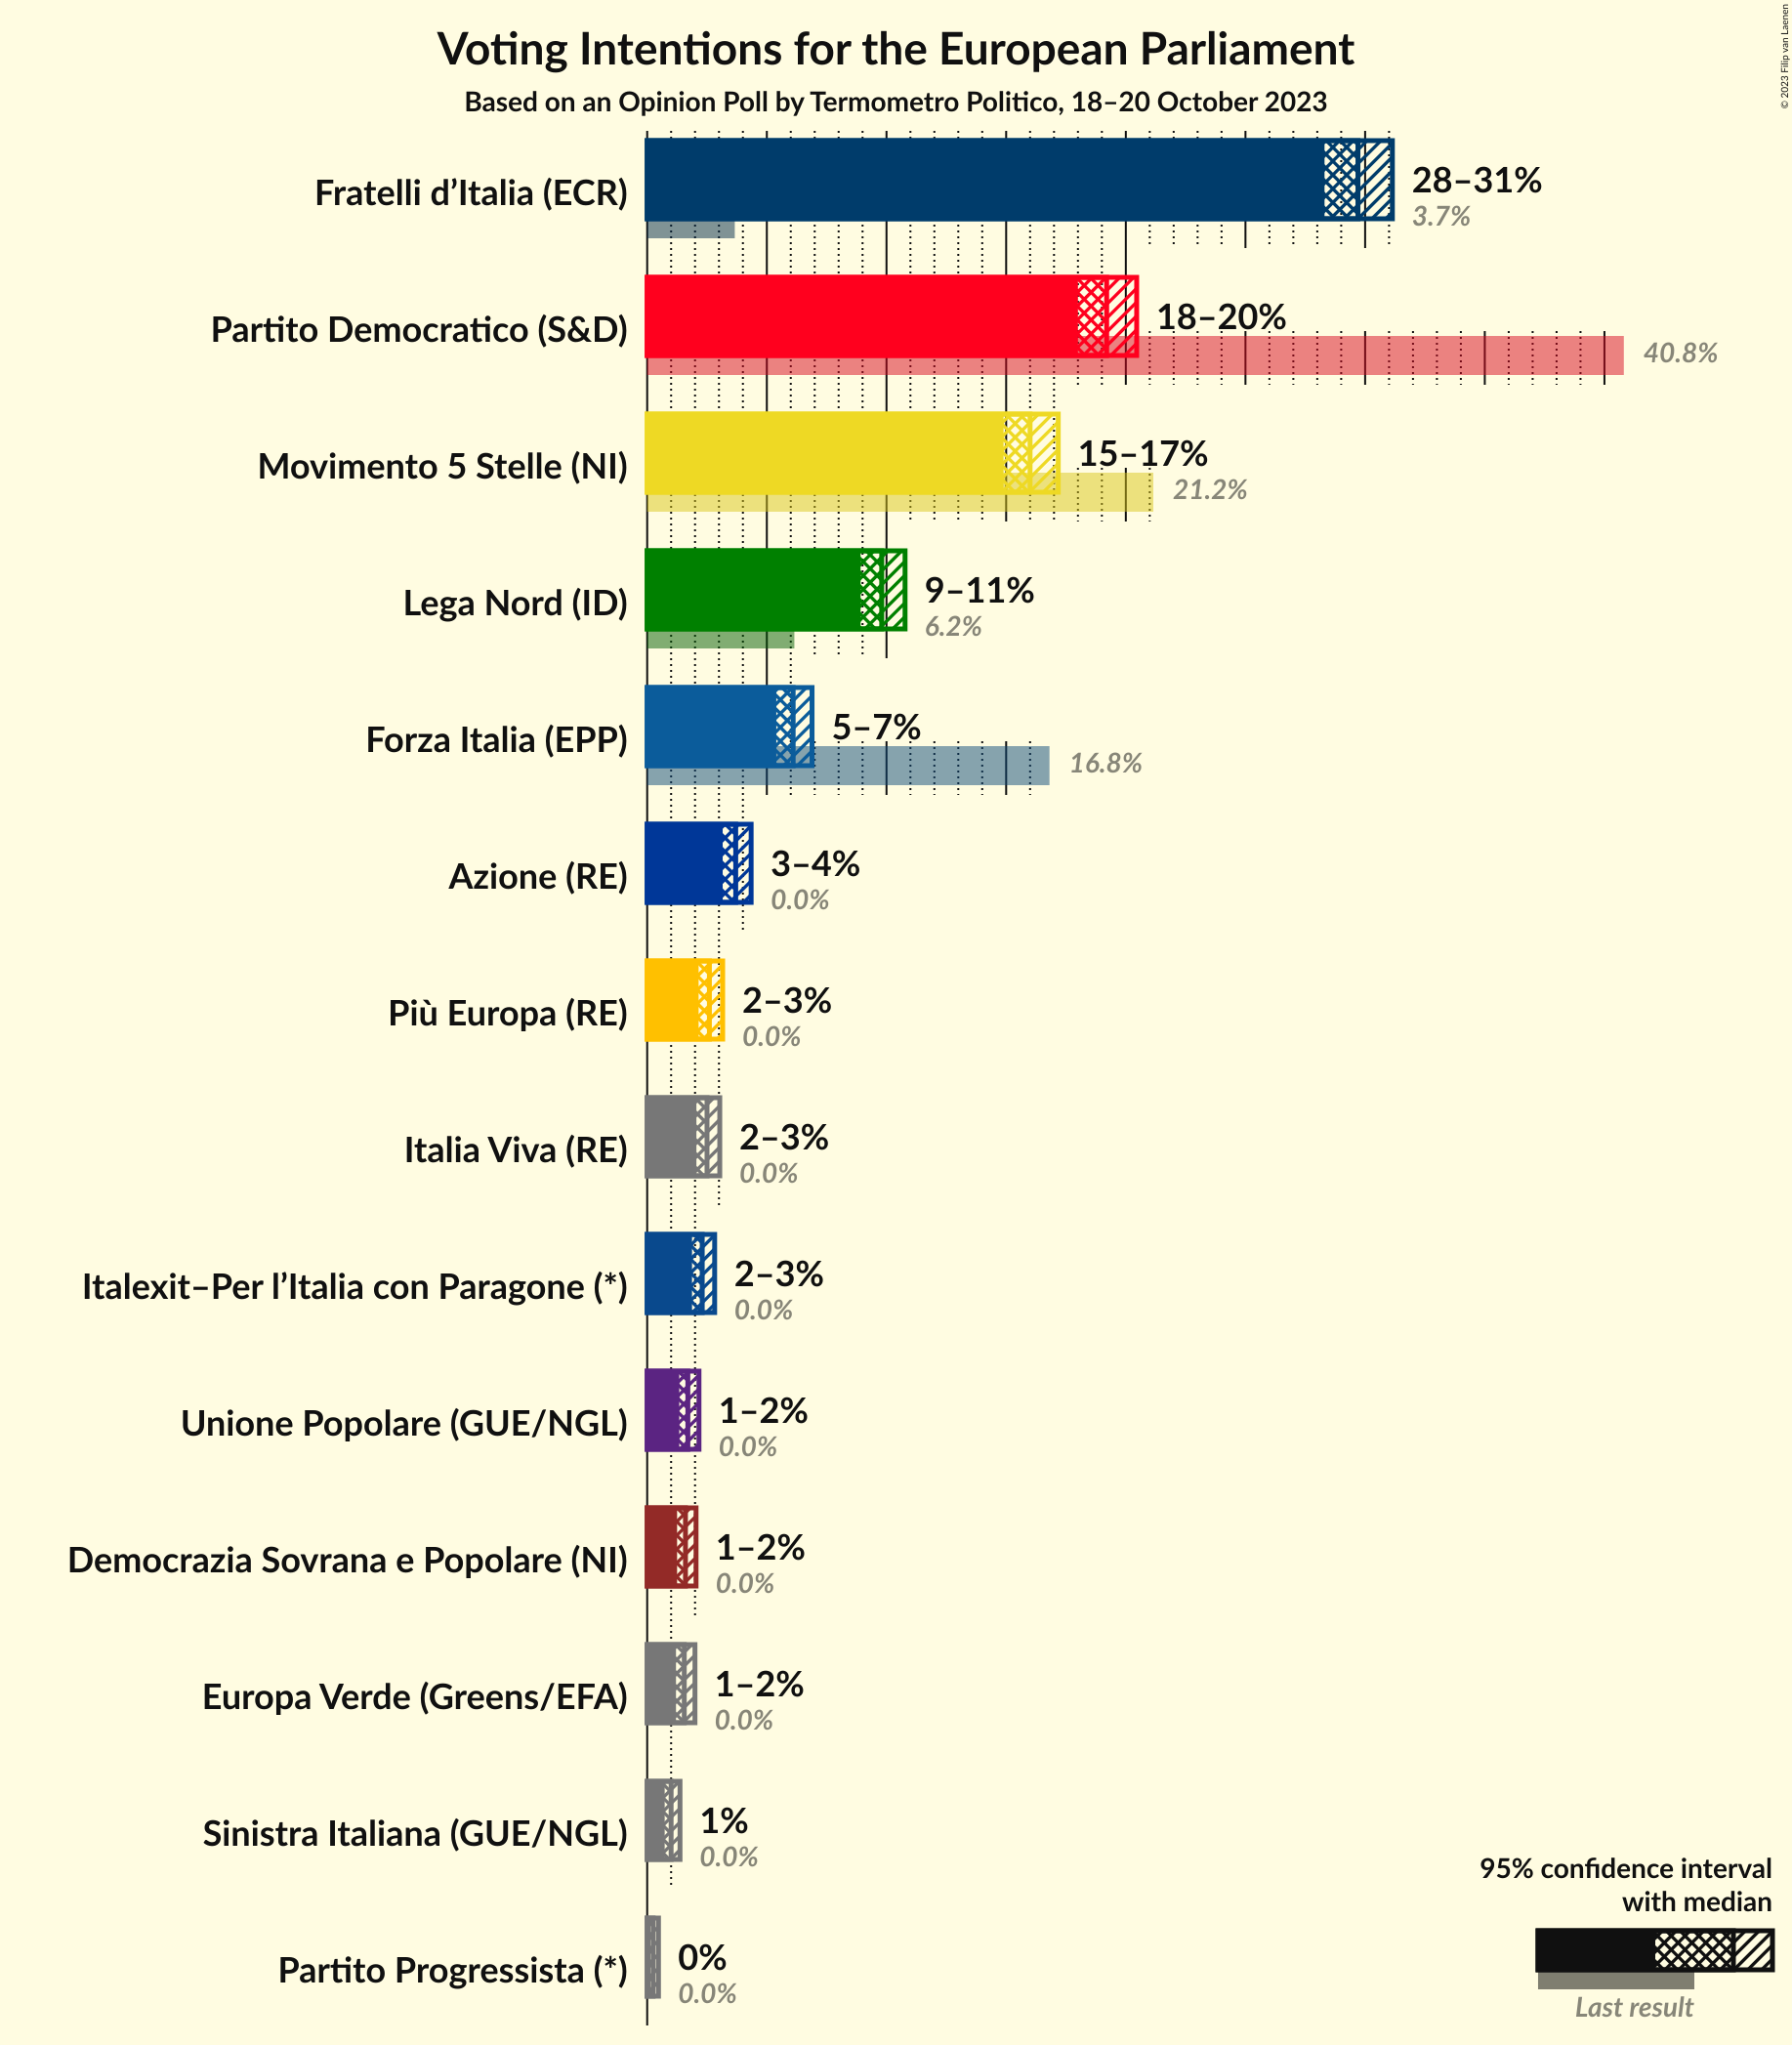 Voting Intentions for the European Parliament
Based on an Opinion Poll by Termometro Politico, 18–20 October 2023
© 2023 Filip van Laenen
Fratelli d’Italia (ECR)
28–31%
3.7%
Partito Democratico (S&D)
18–20%
40.8%
Movimento 5 Stelle (NI)
15–17%
21.2%
Lega Nord (ID)
9–11%
6.2%
Forza Italia (EPP)
5–7%
16.8%
Azione (RE)
3–4%
0.0%
Più Europa (RE)
2–3%
0.0%
Italia Viva (RE)
2–3%
0.0%
Italexit–Per l’Italia con Paragone (*)
2–3%
0.0%
Unione Popolare (GUE/NGL)
1–2%
0.0%
Democrazia Sovrana e Popolare (NI)
1–2%
0.0%
Europa Verde (Greens/EFA)
1–2%
0.0%
Sinistra Italiana (GUE/NGL)
1%
0.0%
Partito Progressista (*)
0%
0.0%
95% confidence interval
with median
Last result